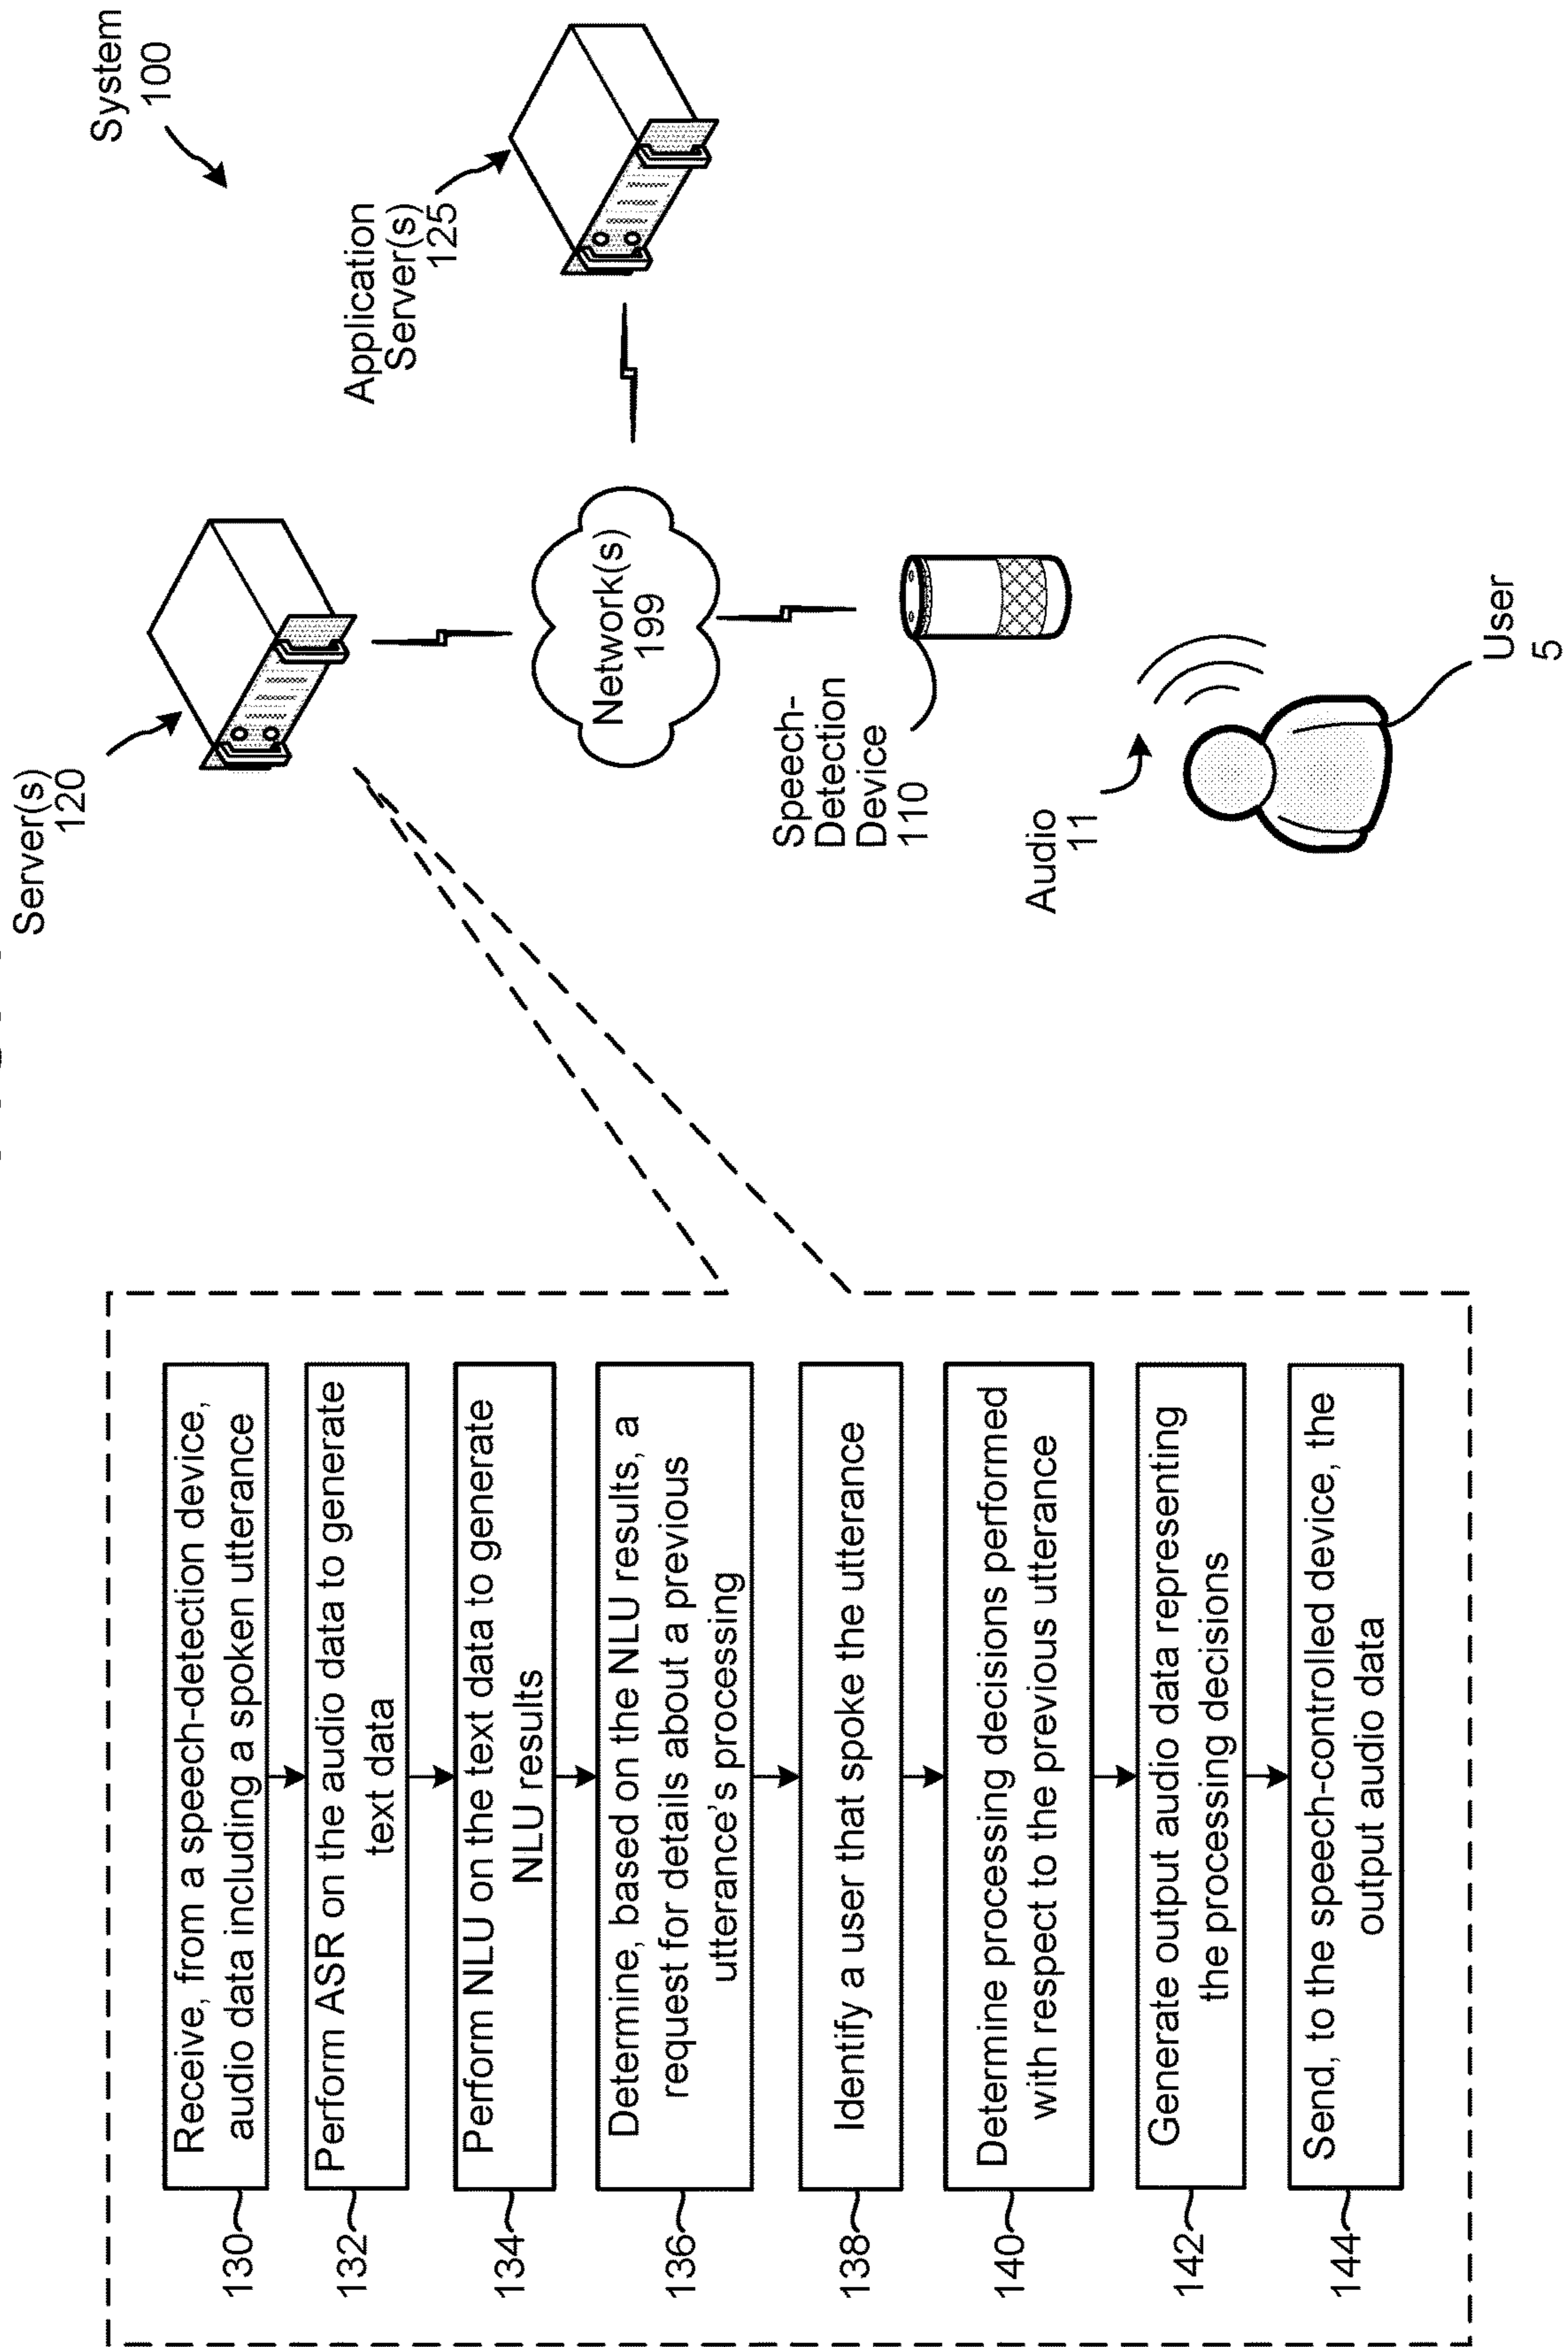 System
100
Server(s)
120
Application
Server(s)
125
Network(s)
199
Speech-
Detection
Device
110
Audio
11
User
5
130
Receive, from a speech-detection device,
audio data including a spoken utterance
132
Perform ASR on the audio data to generate
text data
134
Perform NLU on the text data to generate
NLU results
136
Determine, based on the NLU results, a
request for details about a previous
utterance's processing
138
Identify a user that spoke the utterance
140
Determine processing decisions performed
with respect to the previous utterance
142
Generate output audio data representing
the processing decisions
144
Send, to the speech-controlled device, the
output audio data